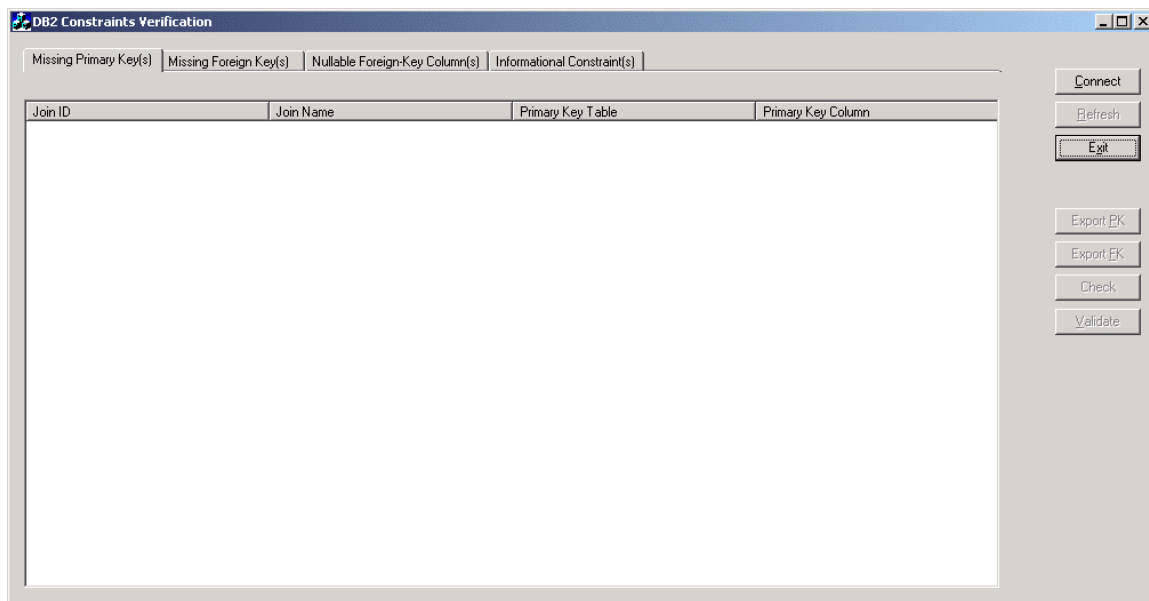 DB2 Constraints Verification
Missing Primary Key(s) Missing Foreign Key(s) Nullable Foreign-Key Column(s) Informational Constraint(s)
Join ID Join Name Primary Key Table Primary Key Column
Connect
Refresh
Exit
Export PK
Export FK
Check
Validate